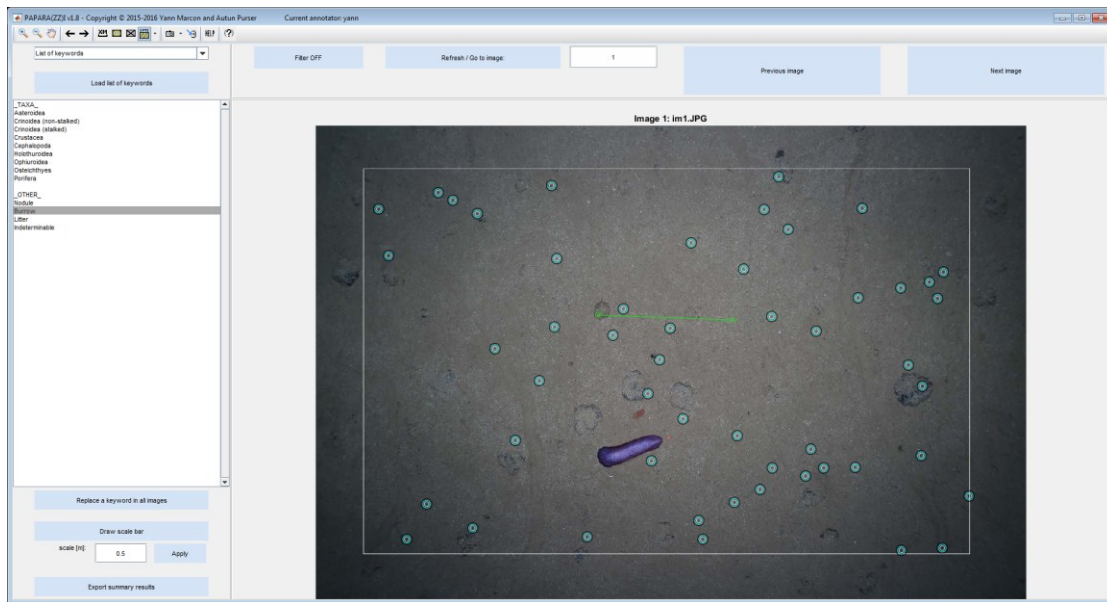 PAPARA(ZZ)I v1.8 - Copyright © 2015-2016 Yann Marcon and Autun Purser Current annotator: yann
XML HELP
List of keywords
Load list of keywords
Filter OFF
Refresh / Go to image:
1
Previous image
Next image
_TAXA_
Asteroidea
Crinoidea (non-stalked)
Crinoidea (stalked)
Crustacea
Cephalopoda
Holothuroidea
Ophiuroidea
Osteichthyes
Porifera
_OTHER_
Nodule
Burrow
Litter
Indeterminable
Image 1: im1.JPG
Replace a keyword in all images
Draw scale bar
scale [m]: 0.5 Apply
Export summary results